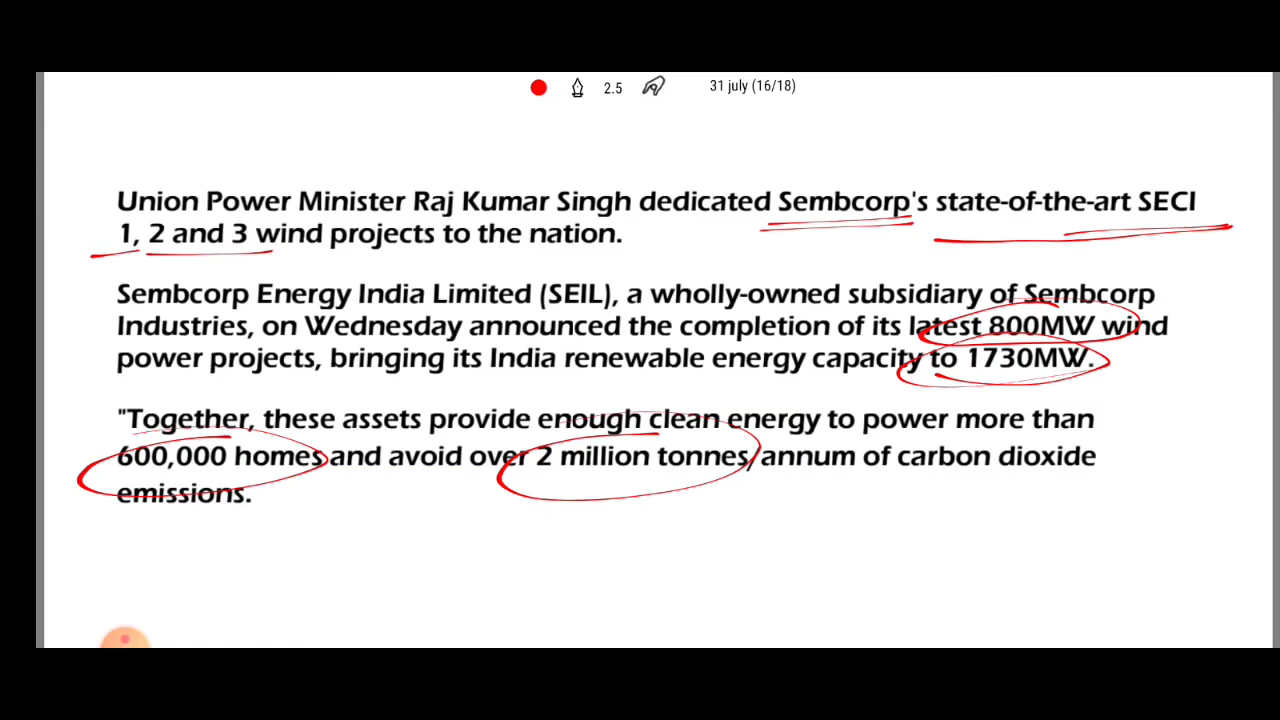 2.5 31 july (16/18)
Union Power Minister Raj Kumar Singh dedicated Sembcorp's state-of-the-art SECI
1, 2 and 3 wind projects to the nation.
Sembcorp Energy India Limited (SEIL), a wholly-owned subsidiary of Sembcorp
Industries, on Wednesday announced the completion of its latest 800MW wind
power projects, bringing its India renewable energy capacity to 1730MW.
"Together, these assets provide enough clean energy to power more than
600,000 homes and avoid over 2 million tonnes/annum of carbon dioxide
emissions.